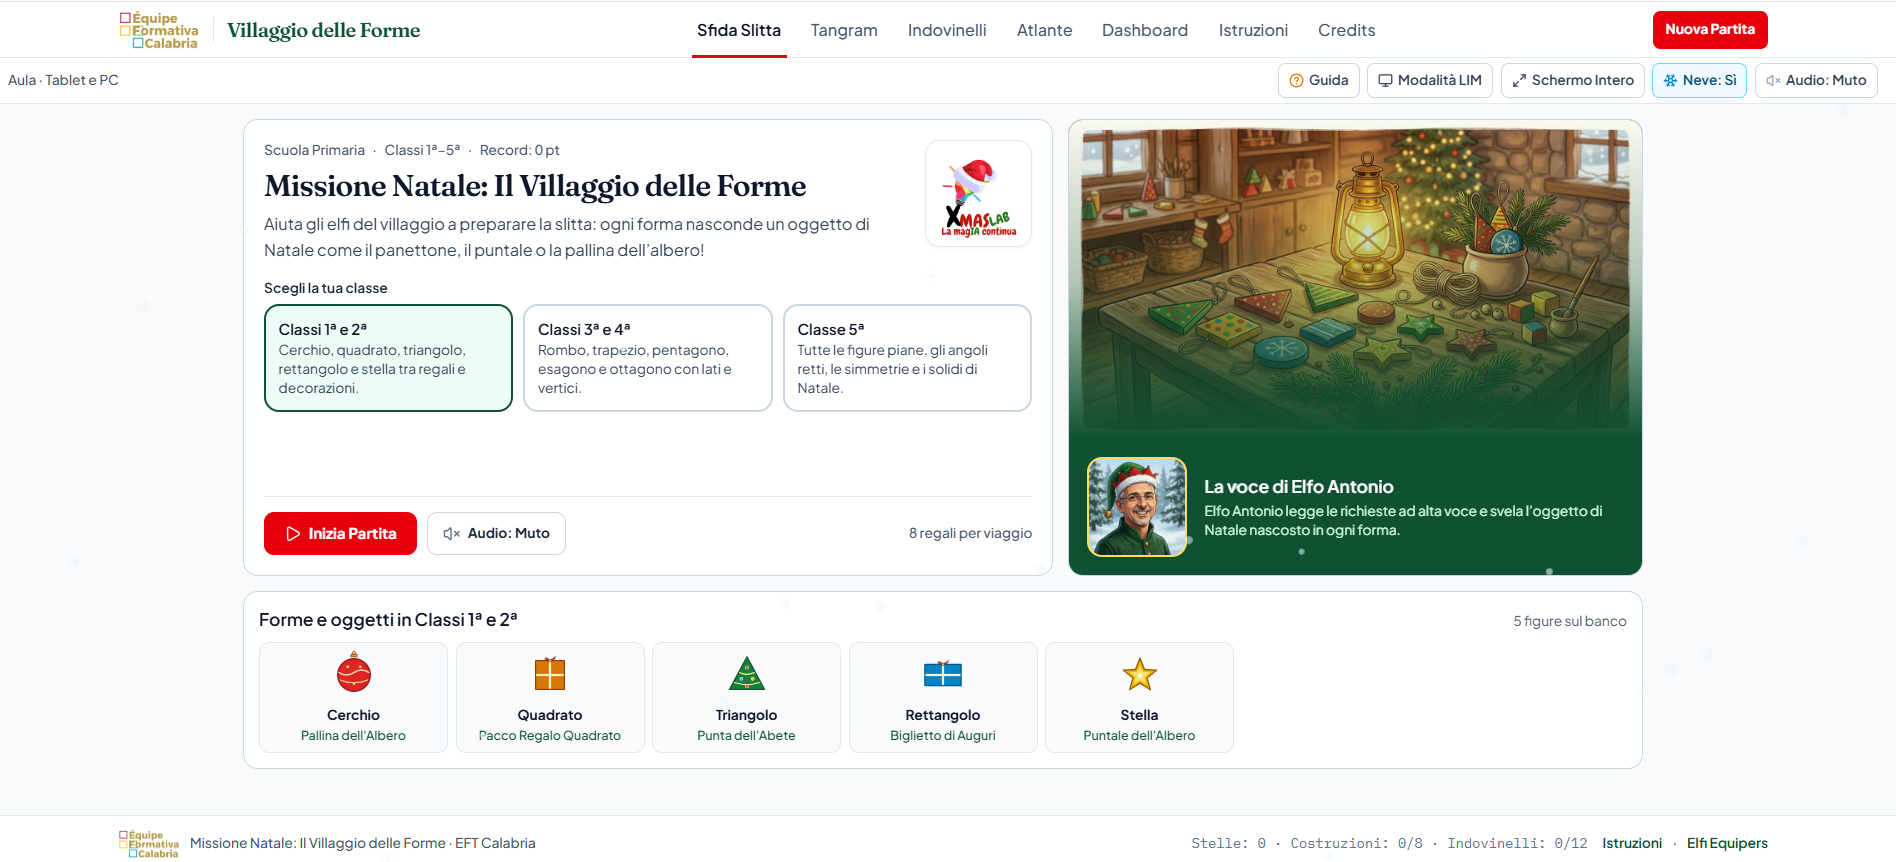 Équipe
Formativa
Calabria
Villaggio delle Forme
Sfida Slitta
Tangram
Indovinelli
Atlante
Dashboard
Istruzioni
Credits
Nuova Partita
Aula · Tablet e PC
Guida
Modalità LIM
Schermo Intero
Neve: Sì
Audio: Muto
Scuola Primaria · Classi 1ª–5ª · Record: 0 pt
Missione Natale: Il Villaggio delle Forme
Aiuta gli elfi del villaggio a preparare la slitta: ogni forma nasconde un oggetto di
Natale come il panettone, il puntale o la pallina dell’albero!
XMASLAB
La magIA continua
Scegli la tua classe
Classi 1ª e 2ª
Cerchio, quadrato, triangolo,
rettangolo e stella tra regali e
decorazioni.
Classi 3ª e 4ª
Rombo, trapezio, pentagono,
esagono e ottagono con lati e
vertici.
Classe 5ª
Tutte le figure piane, gli angoli
retti, le simmetrie e i solidi di
Natale.
Inizia Partita
Audio: Muto
8 regali per viaggio
La voce di Elfo Antonio
Elfo Antonio legge le richieste ad alta voce e svela l’oggetto di
Natale nascosto in ogni forma.
Forme e oggetti in Classi 1ª e 2ª
5 figure sul banco
Cerchio
Pallina dell’Albero
Quadrato
Pacco Regalo Quadrato
Triangolo
Punta dell’Abete
Rettangolo
Biglietto di Auguri
Stella
Puntale dell’Albero
Équipe
Formativa
Calabria
Missione Natale: Il Villaggio delle Forme · EFT Calabria
Stelle: 0 · Costruzioni: 0/8 · Indovinelli: 0/12
Istruzioni · Elfi Equipers